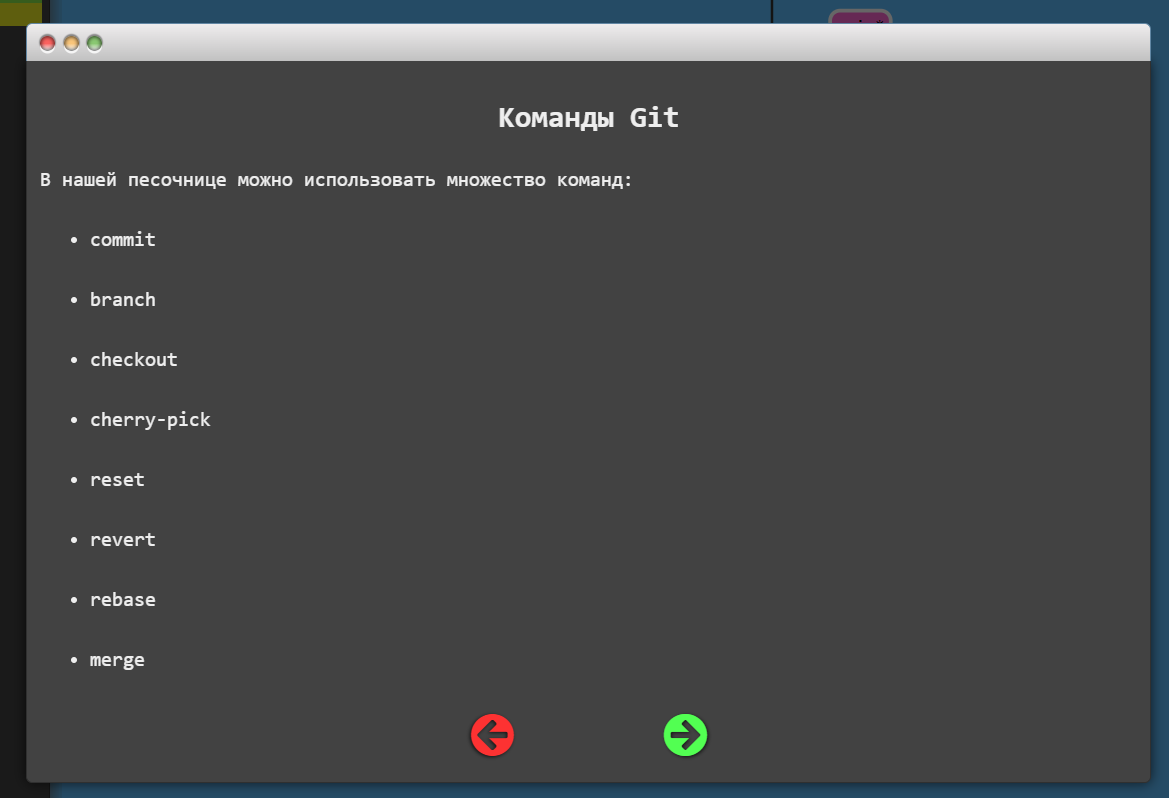 Команды Git
В нашей песочнице можно использовать множество команд:
• commit
• branch
• checkout
• cherry-pick
• reset
• revert
• rebase
• merge